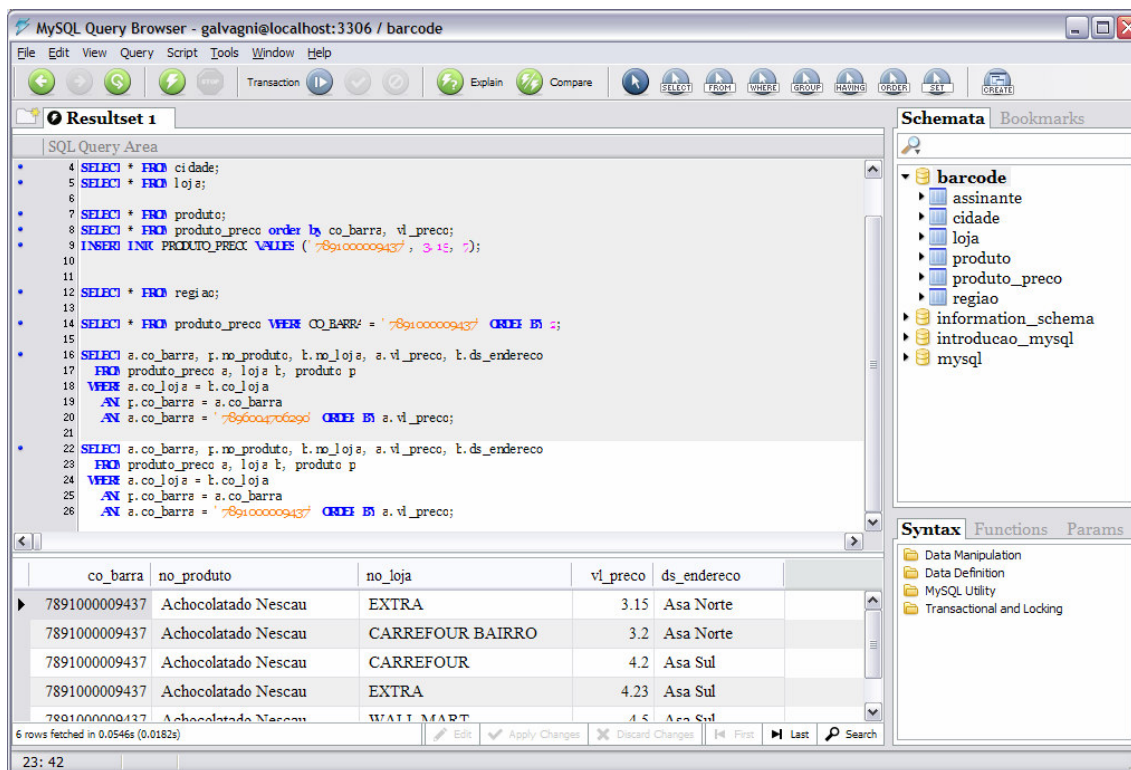 MySQL Query Browser - galvagni@localhost:3306 / barcode
File Edit View Query Script Tools Window Help
Transaction Explain Compare SELECT FROM WHERE GROUP HAVING ORDER SET CREATE
Resultset 1
SQL Query Area
4 SELECT * FROM cidade;
5 SELECT * FROM loja;
6
7 SELECT * FROM produto;
8 SELECT * FROM produto_preco order by co_barra, vl_preco;
9 INSERT INTO PRODUTO_PRECO VALUES ('7891000009437', 3.15, 7);
10
11
12 SELECT * FROM regiao;
13
14 SELECT * FROM produto_preco WHERE CO_BARRA = '7891000009437' ORDER BY 2;
15
16 SELECT a.co_barra, p.no_produto, b.no_loja, a.vl_preco, b.ds_endereco
17 FROM produto_preco a, loja b, produto p
18 WHERE a.co_loja = b.co_loja
19 AND p.co_barra = a.co_barra
20 AND a.co_barra = '7896004706290' ORDER BY a.vl_preco;
21
22 SELECT a.co_barra, p.no_produto, b.no_loja, a.vl_preco, b.ds_endereco
23 FROM produto_preco a, loja b, produto p
24 WHERE a.co_loja = b.co_loja
25 AND p.co_barra = a.co_barra
26 AND a.co_barra = '7891000009437' ORDER BY a.vl_preco;
co_barra no_produto no_loja vl_preco ds_endereco
7891000009437 Achocolatado Nescau EXTRA 3.15 Asa Norte
7891000009437 Achocolatado Nescau CARREFOUR BAIRRO 3.2 Asa Norte
7891000009437 Achocolatado Nescau CARREFOUR 4.2 Asa Sul
7891000009437 Achocolatado Nescau EXTRA 4.23 Asa Sul
7891000009437 Achocolatado Nescau WALL MART 4.5 Asa Sul
6 rows fetched in 0.0546s (0.0182s) Edit Apply Changes Discard Changes First Last Search
23: 42
Schemata Bookmarks
barcode
assinante
cidade
loja
produto
produto_preco
regiao
information_schema
introducao_mysql
mysql
Syntax Functions Params
Data Manipulation
Data Definition
MySQL Utility
Transactional and Locking